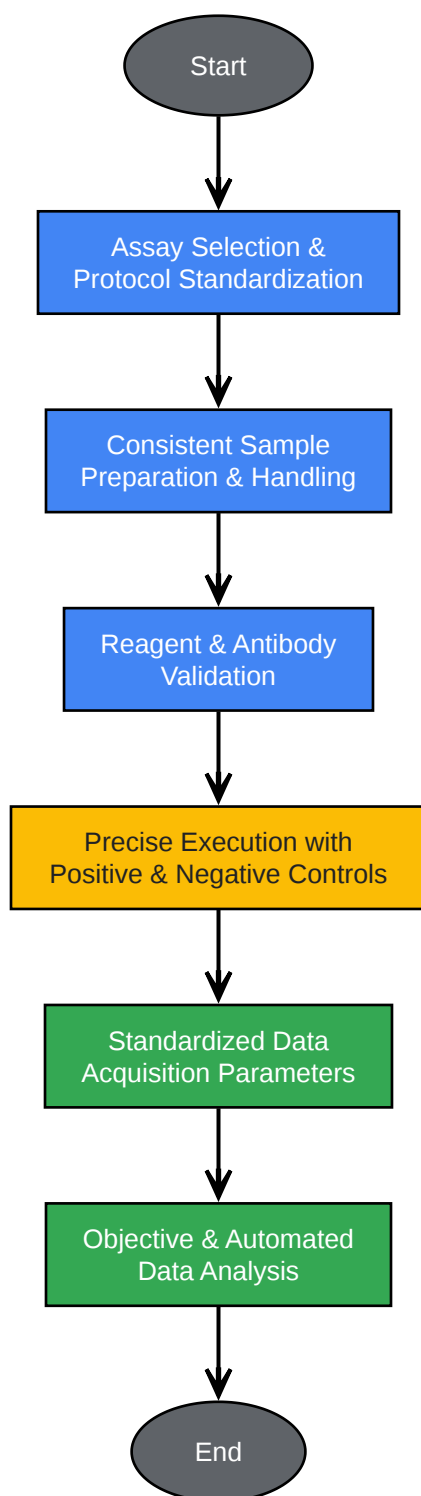 Start
Assay Selection &
Protocol Standardization
Consistent Sample
Preparation & Handling
Reagent & Antibody
Validation
Precise Execution with
Positive & Negative Controls
Standardized Data
Acquisition Parameters
Objective & Automated
Data Analysis
End